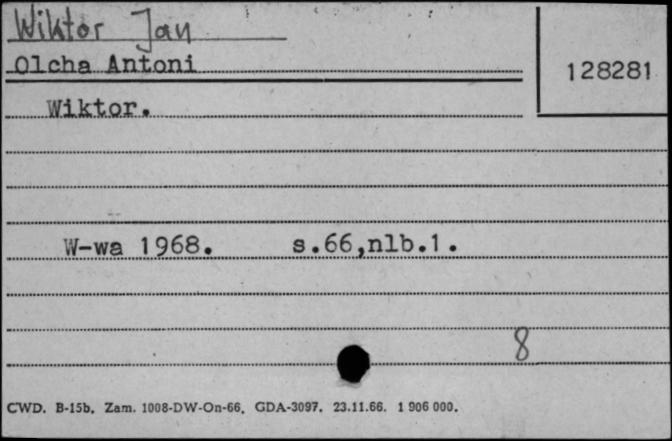 Wiktor Jan
Olcha Antoni
128281
Wiktor.
W-wa 1968. s.66,nlb.1.
8
CWD. B-15b. Zam. 1008-DW-On-66. GDA-3097. 23.11.66. 1 906 000.